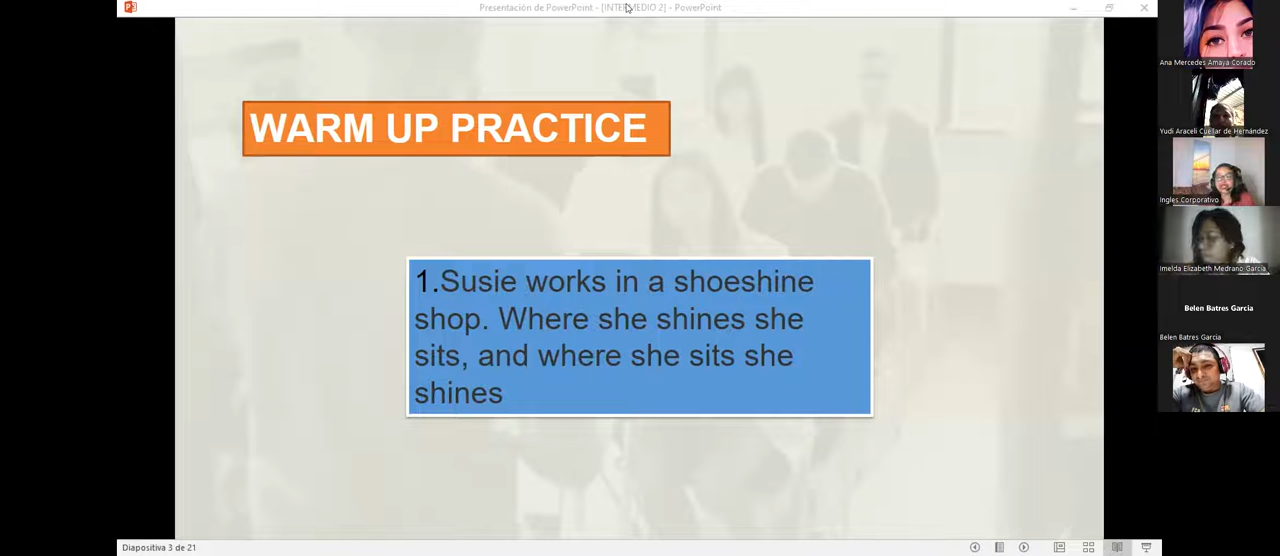 Presentación de PowerPoint - [INTERMEDIO 2] - PowerPoint
WARM UP PRACTICE
1.Susie works in a shoeshine
shop. Where she shines she
sits, and where she sits she
shines
Ana Mercedes Amaya Corado
Yudi Araceli Cuellar de Hernández
Ingles Corporativo
Imelda Elizabeth Medrano Garcia
Belen Batres Garcia
Belen Batres Garcia
Diapositiva 3 de 21